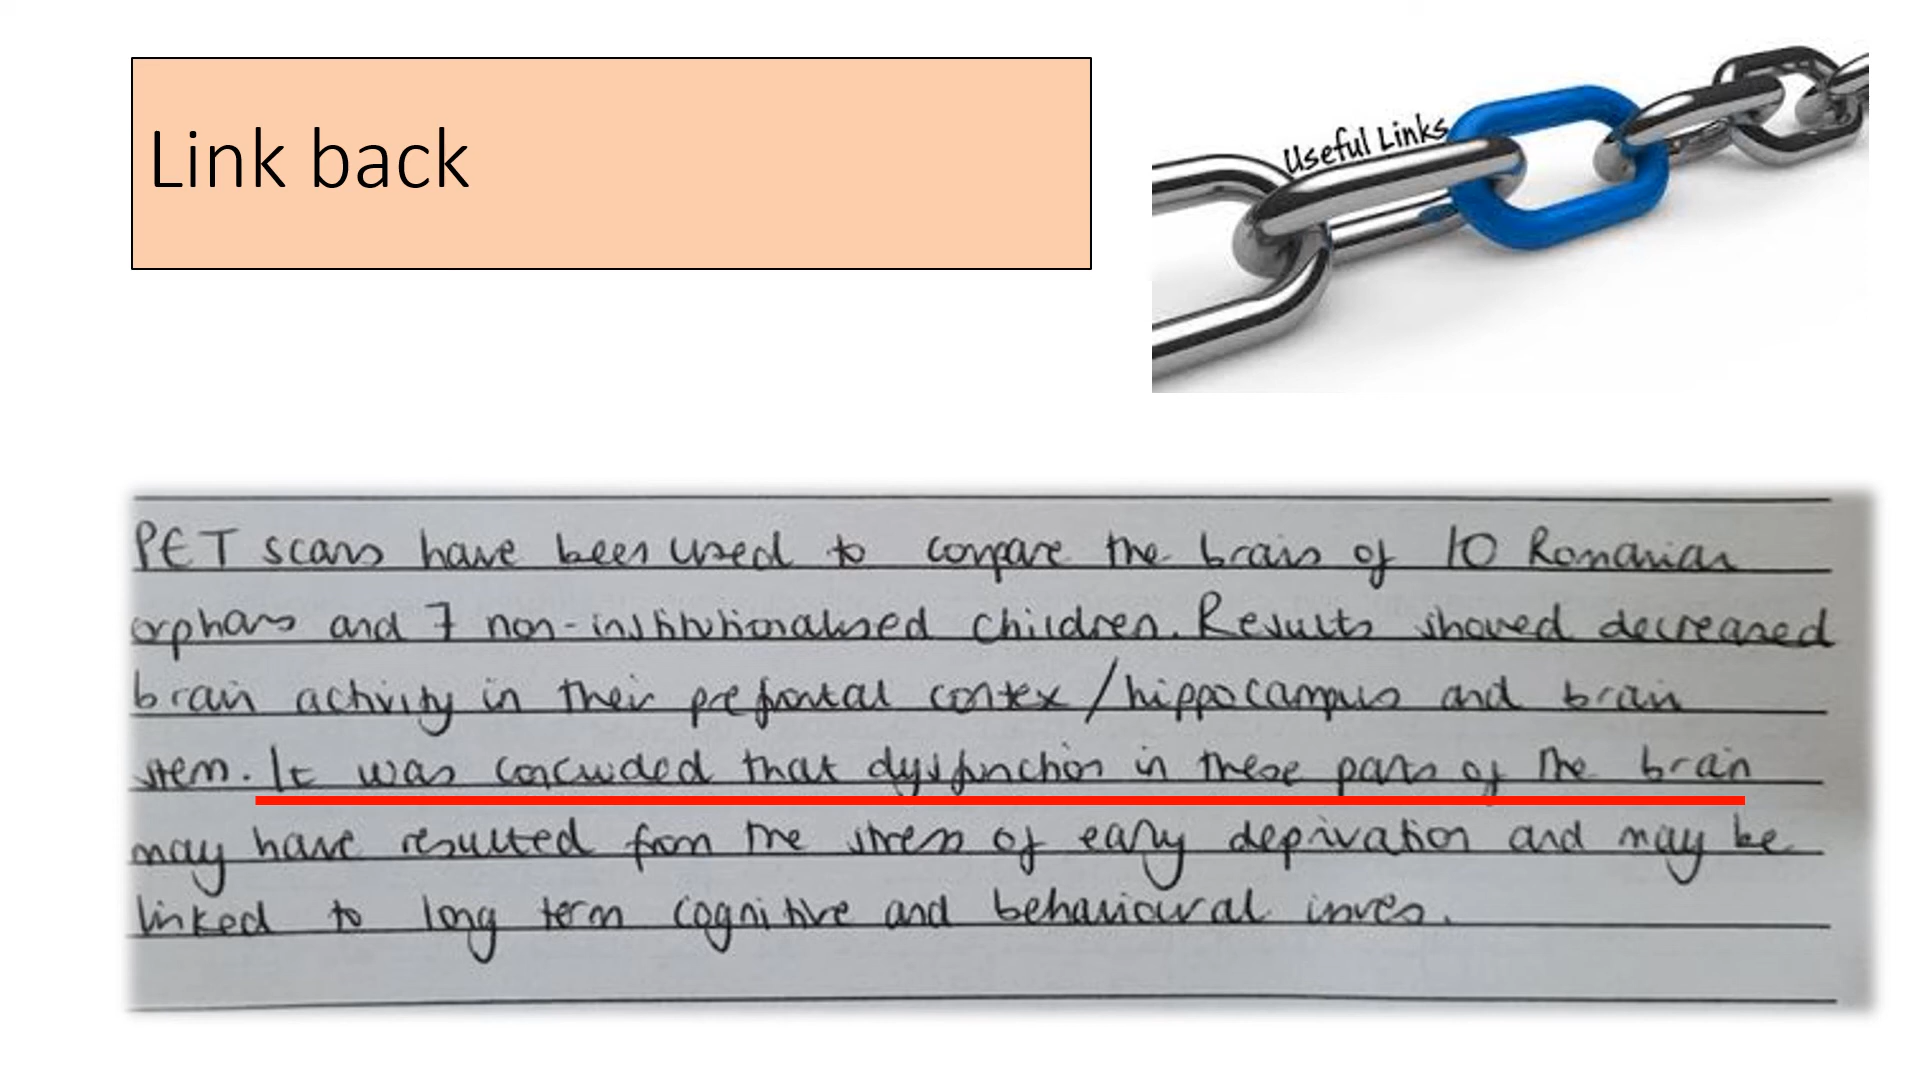 Link back
Useful Links
PET scans have been used to compare the brains of 10 Romanian
orphans and 7 non-institutionalised children. Results showed decreased
brain activity in their prefrontal cortex/hippocampus and brain
stem. It was concluded that dysfunction in these parts of the brain
may have resulted from the stress of early deprivation and may be
linked to long term cognitive and behavioural issues.